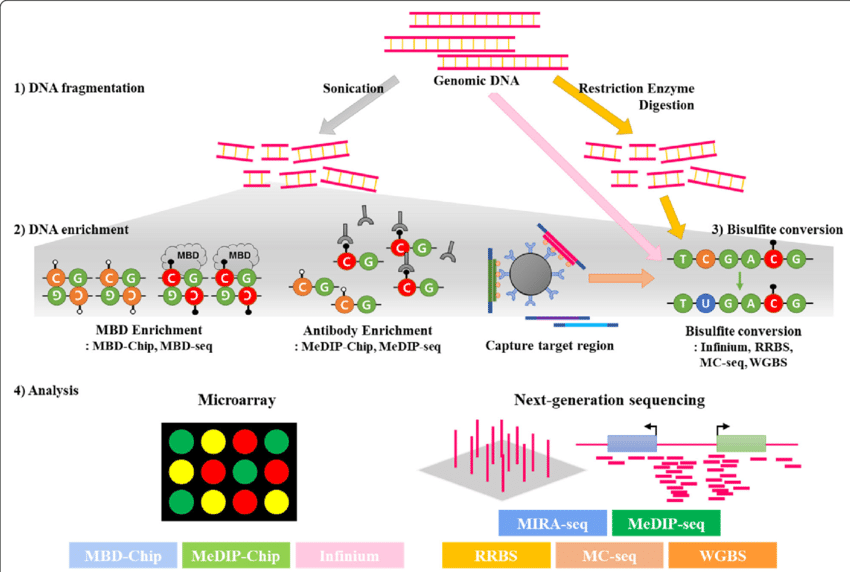 Genomic DNA
1) DNA fragmentation
Sonication
Restriction Enzyme
Digestion
2) DNA enrichment
3) Bisulfite conversion
MBD
MBD
C G
C G
C G
C G
G C
G C
G C
G C
C G
C G
C G
C G
C G
T C G A C G
T U G A C G
MBD Enrichment
: MBD-Chip, MBD-seq
Antibody Enrichment
: MeDIP-Chip, MeDIP-seq
Capture target region
Bisulfite conversion
: Infinium, RRBS,
MC-seq, WGBS
4) Analysis
Microarray
Next-generation sequencing
MIRA-seq
MeDIP-seq
MBD-Chip
MeDIP-Chip
Infinium
RRBS
MC-seq
WGBS